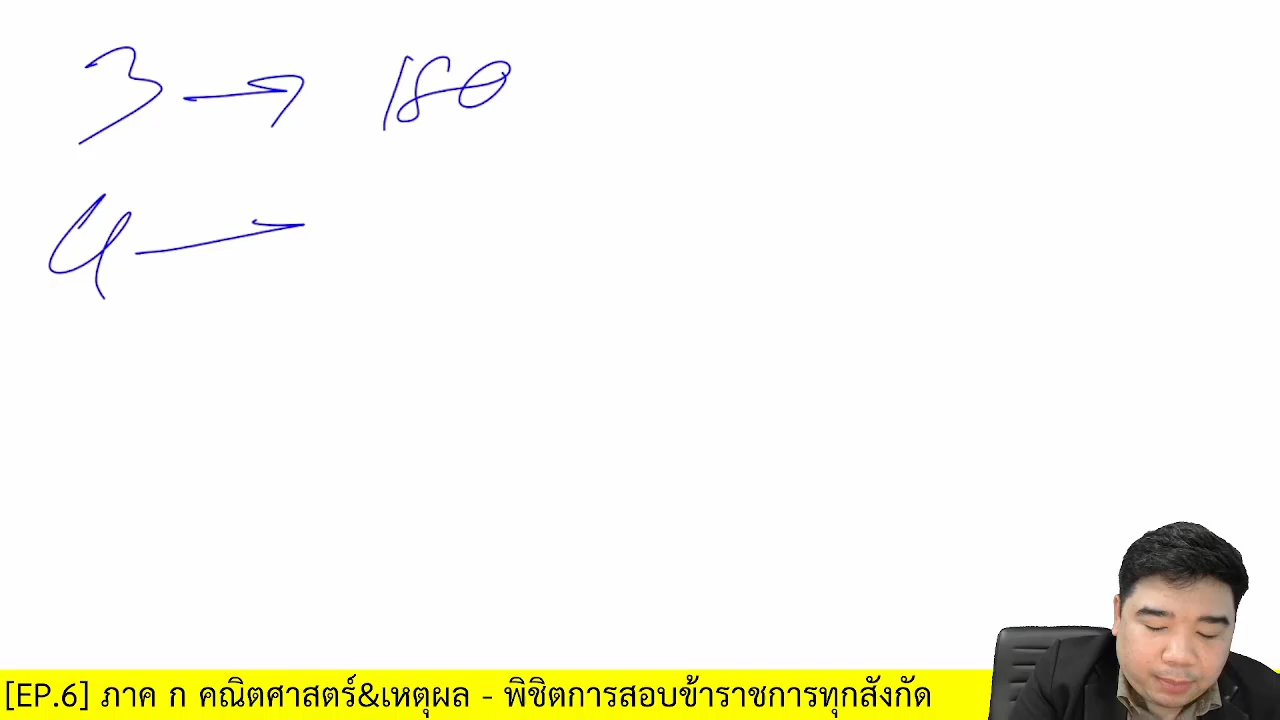 3 → 180
4 →
[EP.6] ภาค ก คณิตศาสตร์&เหตุผล - พิชิตการสอบข้าราชการทุกสังกัด